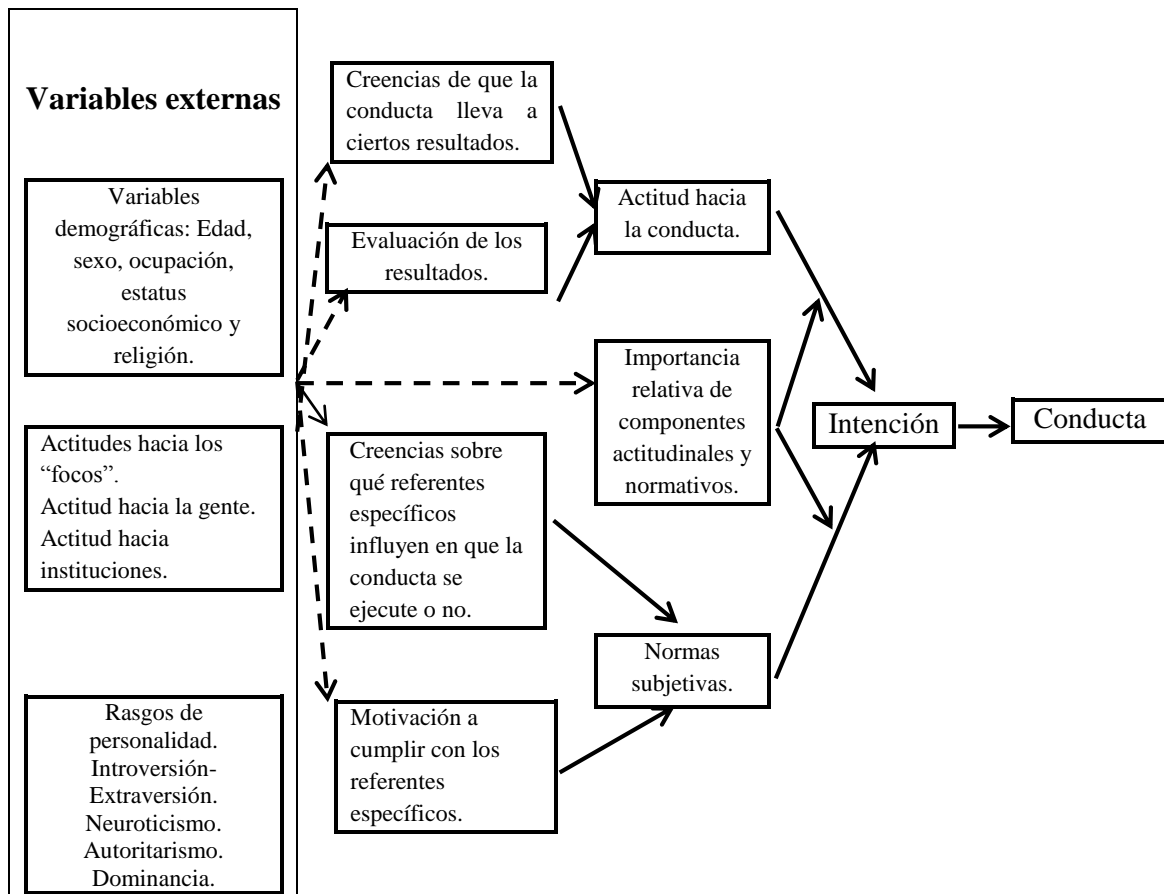 Variables externas
Variables
demográficas: Edad,
sexo, ocupación,
estatus
socioeconómico y
religión.
Actitudes hacia los
“focos”.
Actitud hacia la gente.
Actitud hacia
instituciones.
Rasgos de
personalidad.
Introversión-
Extraversión.
Neuroticismo.
Autoritarismo.
Dominancia.
Creencias de que la
conducta lleva a
ciertos resultados.
Evaluación de los
resultados.
Creencias sobre
qué referentes
específicos
influyen en que la
conducta se
ejecute o no.
Motivación a
cumplir con los
referentes
específicos.
Actitud hacia
la conducta.
Importancia
relativa de
componentes
actitudinales y
normativos.
Normas
subjetivas.
Intención
Conducta